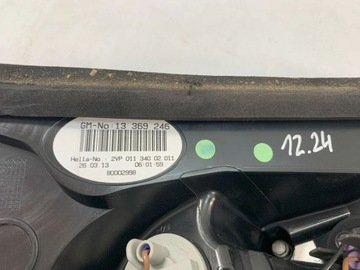 GM-No: 13 369 246
Hella-No : 2VP 011 340 02.011
26.03.13 06:01:59
80002998
12.24